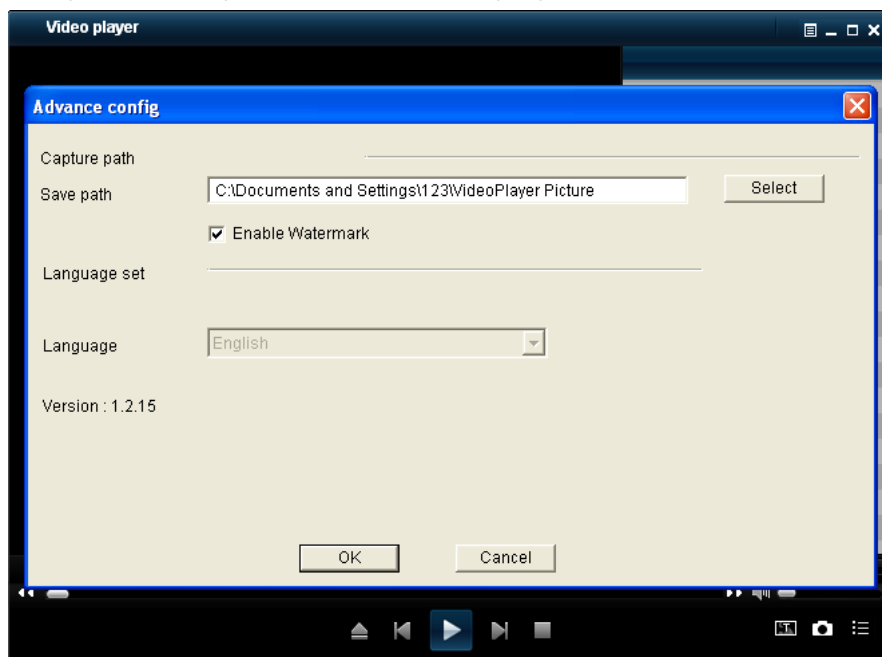 Video player
Advance config
Capture path
Save path
C:\Documents and Settings\123\VideoPlayer Picture
Select
Enable Watermark
Language set
Language
English
Version : 1.2.15
OK
Cancel